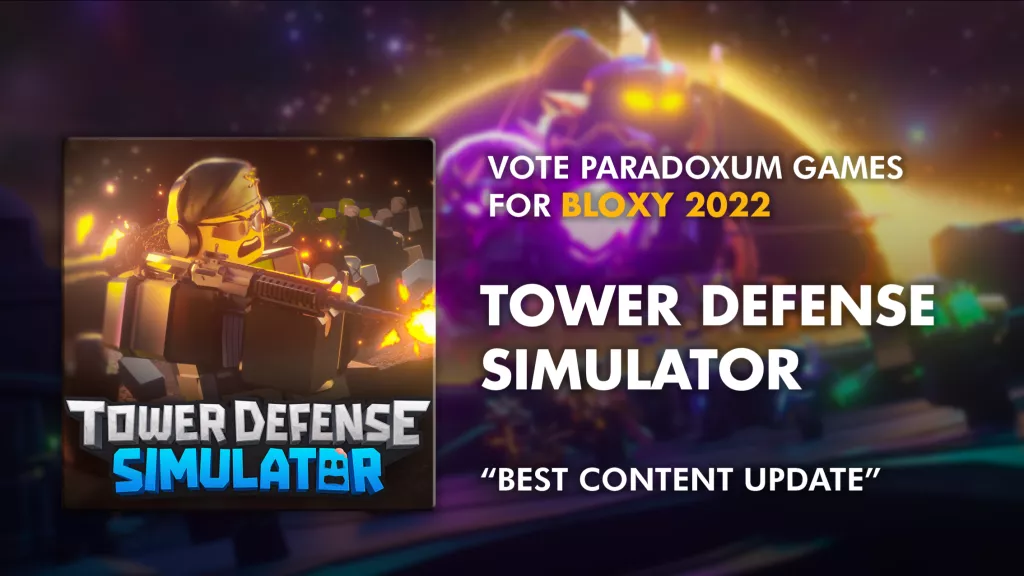 VOTE PARADOXUM GAMES
FOR BLOXY 2022
TOWER DEFENSE
SIMULATOR
“BEST CONTENT UPDATE”
TOWER DEFENSE
SIMULATOR